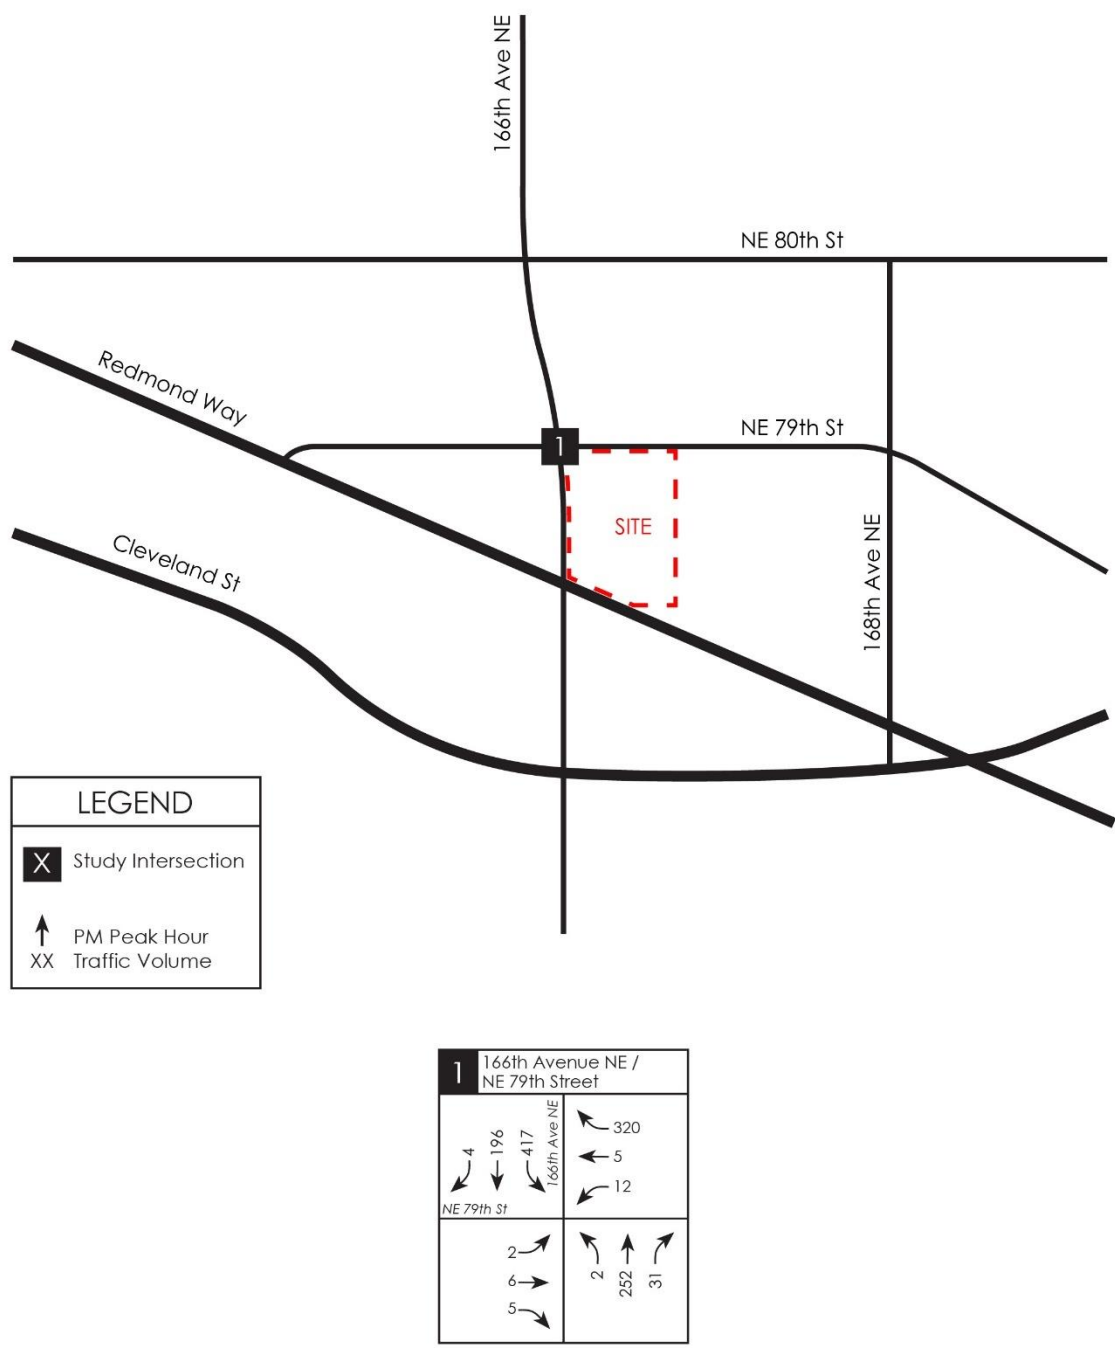 166th Ave NE
NE 80th St
Redmond Way
NE 79th St
1
SITE
Cleveland St
168th Ave NE
LEGEND
X Study Intersection
PM Peak Hour
XX Traffic Volume
1 166th Avenue NE /
NE 79th Street
4 196 417 166th Ave NE
NE 79th St
320
5
12
2
6
5
2 252 31